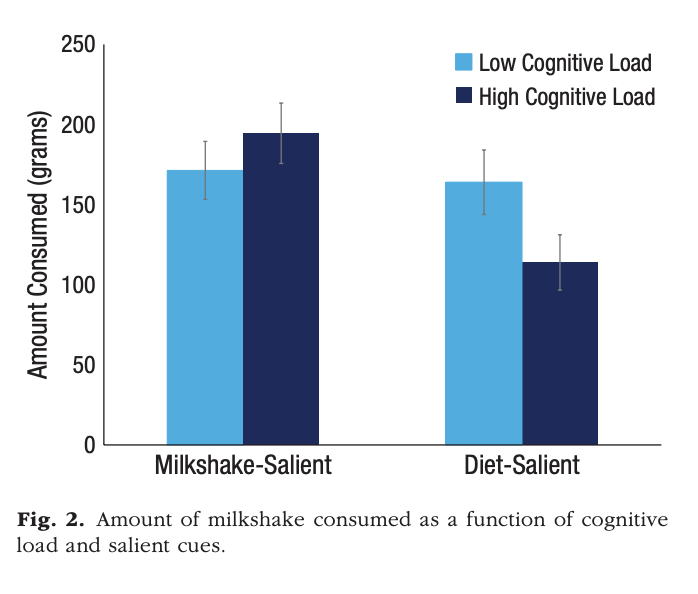 250
200
150
100
50
0
Amount Consumed (grams)
Low Cognitive Load
High Cognitive Load
Milkshake-Salient
Diet-Salient
Fig. 2. Amount of milkshake consumed as a function of cognitive
load and salient cues.